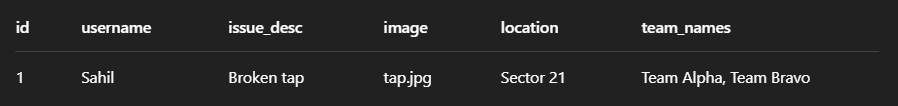 id username issue_desc image location team_names
1 Sahil Broken tap tap.jpg Sector 21 Team Alpha, Team Bravo